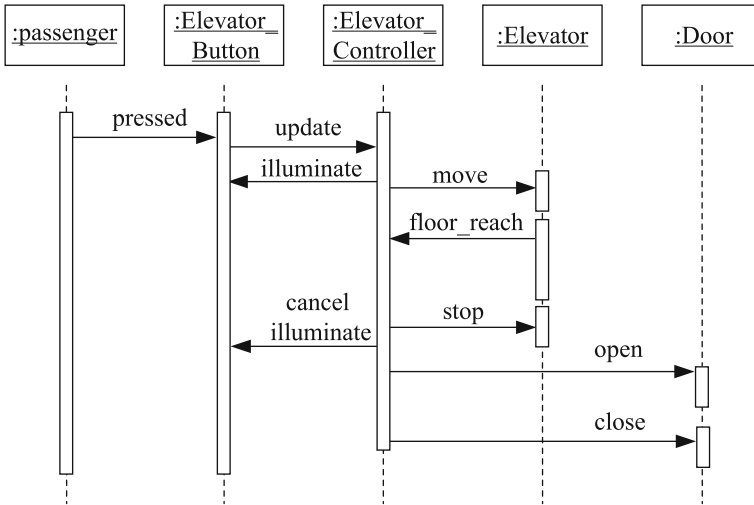 :passenger
:Elevator_
Button
:Elevator_
Controller
:Elevator
:Door
pressed
update
illuminate
move
floor_reach
cancel
illuminate
stop
open
close